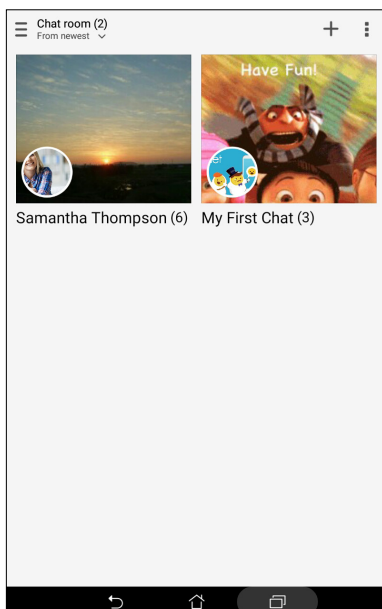 Chat room (2)
From newest
Have Fun!
Samantha Thompson (6)
My First Chat (3)